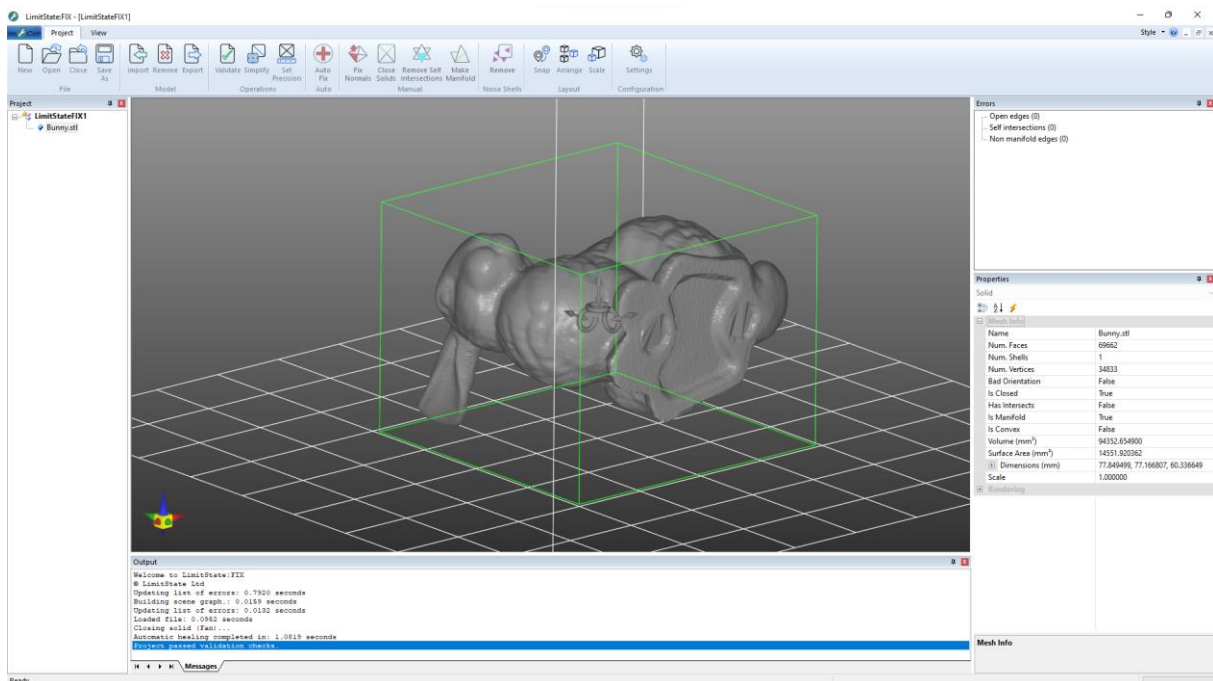 LimitState:FIX - [LimitStateFIX1]
Project View Style
New Open Close Save As Import Remove Export Validate Simplify Set Precision Auto Fix Fix Normals Close Solids Remove Self Intersections Make Manifold Remove Snap Arrange Scale Settings
File Model Operations Auto Manual Noise Shells Layout Configuration
Project
LimitStateFIX1
Bunny.stl
Errors
Open edges (0)
Self intersections (0)
Non manifold edges (0)
Properties
Solid
Mesh Info
Name Bunny.stl
Num. Faces 69662
Num. Shells 1
Num. Vertices 34833
Bad Orientation False
Is Closed True
Has Intersects False
Is Manifold True
Is Convex False
Volume (mm³) 94352.654900
Surface Area (mm²) 14551.920362
Dimensions (mm) 77.849499, 77.166807, 60.336649
Scale 1.000000
Rendering
Output
Welcome to LimitState:FIX
© LimitState Ltd
Updating list of errors: 0.7920 seconds
Building scene graph.: 0.0159 seconds
Updating list of errors: 0.0132 seconds
Loaded file: 0.0952 seconds
Closing solid (Fan)...
Automatic healing completed in: 1.0819 seconds
Project passed validation checks.
Messages
Mesh Info
Ready